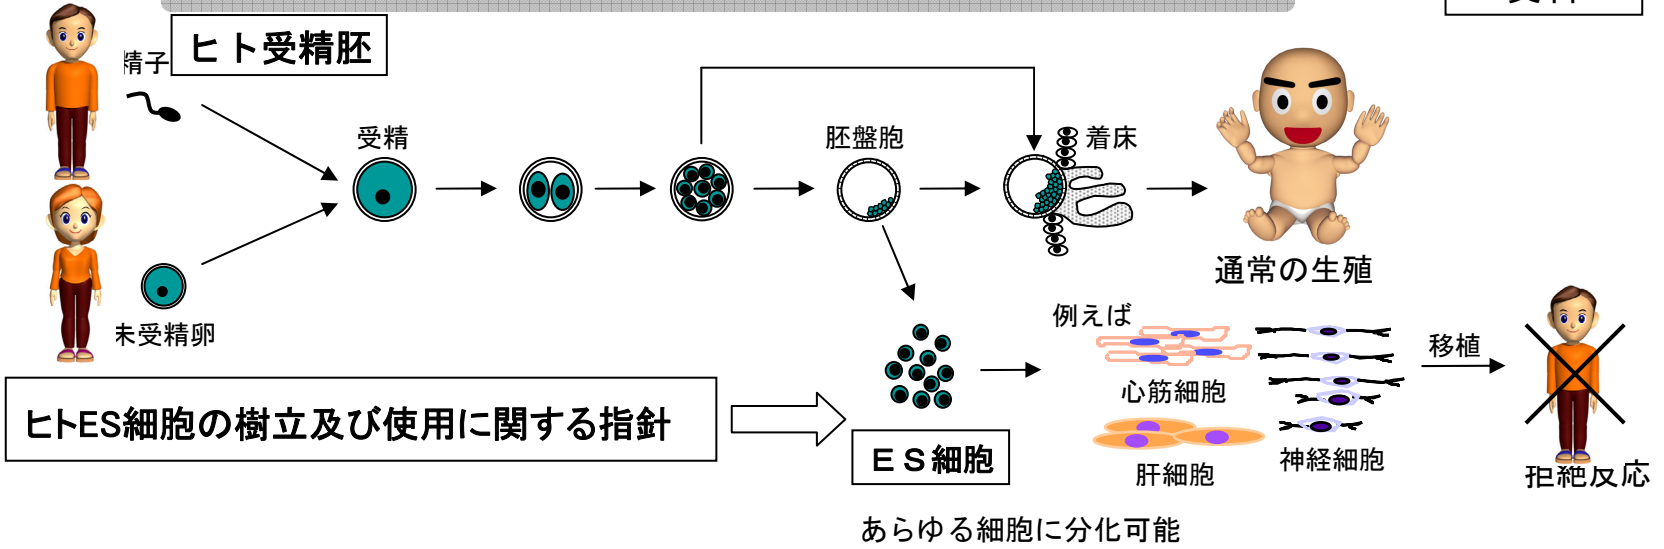 ヒト受精胚
精子
受精
胚盤胞
着床
通常の生殖
未受精卵
例えば
移植
心筋細胞
ヒトES細胞の樹立及び使用に関する指針
ES細胞
肝細胞
神経細胞
拒絶反応
あらゆる細胞に分化可能